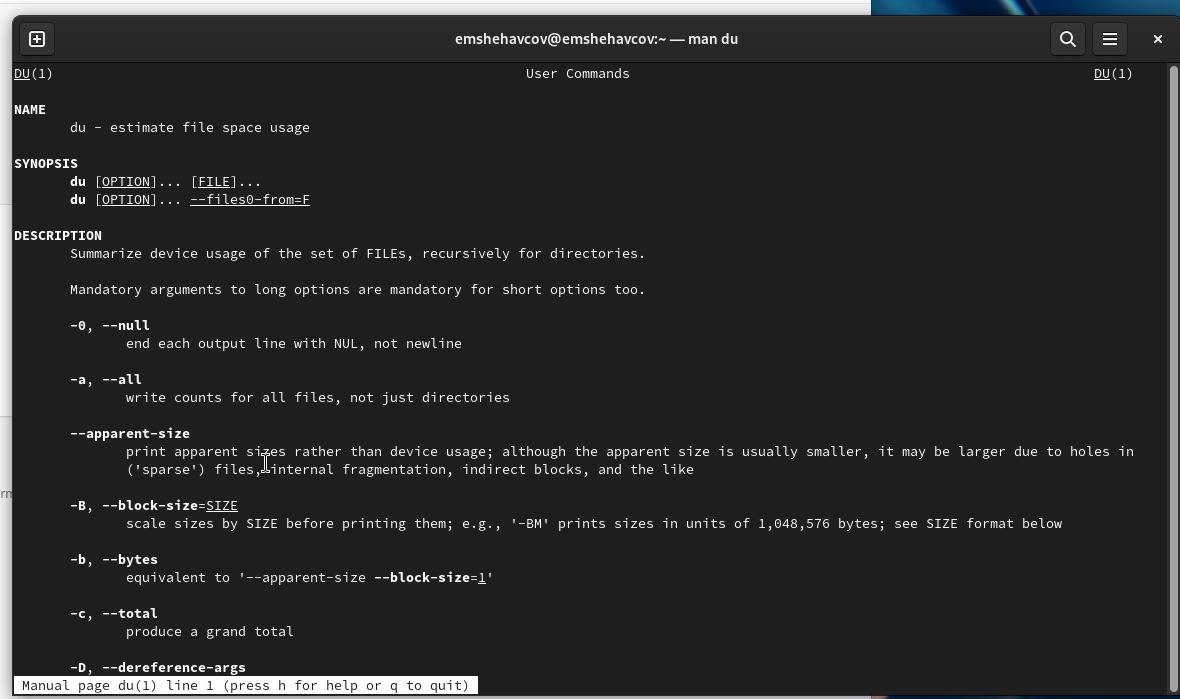 emshehavcov@emshehavcov:~ — man du
DU(1) User Commands DU(1)
NAME
du - estimate file space usage
SYNOPSIS
du [OPTION]... [FILE]...
du [OPTION]... --files0-from=F
DESCRIPTION
Summarize device usage of the set of FILEs, recursively for directories.
Mandatory arguments to long options are mandatory for short options too.
-0, --null
end each output line with NUL, not newline
-a, --all
write counts for all files, not just directories
--apparent-size
print apparent sizes rather than device usage; although the apparent size is usually smaller, it may be larger due to holes in
('sparse') files, internal fragmentation, indirect blocks, and the like
-B, --block-size=SIZE
scale sizes by SIZE before printing them; e.g., '-BM' prints sizes in units of 1,048,576 bytes; see SIZE format below
-b, --bytes
equivalent to '--apparent-size --block-size=1'
-c, --total
produce a grand total
-D, --dereference-args
Manual page du(1) line 1 (press h for help or q to quit)